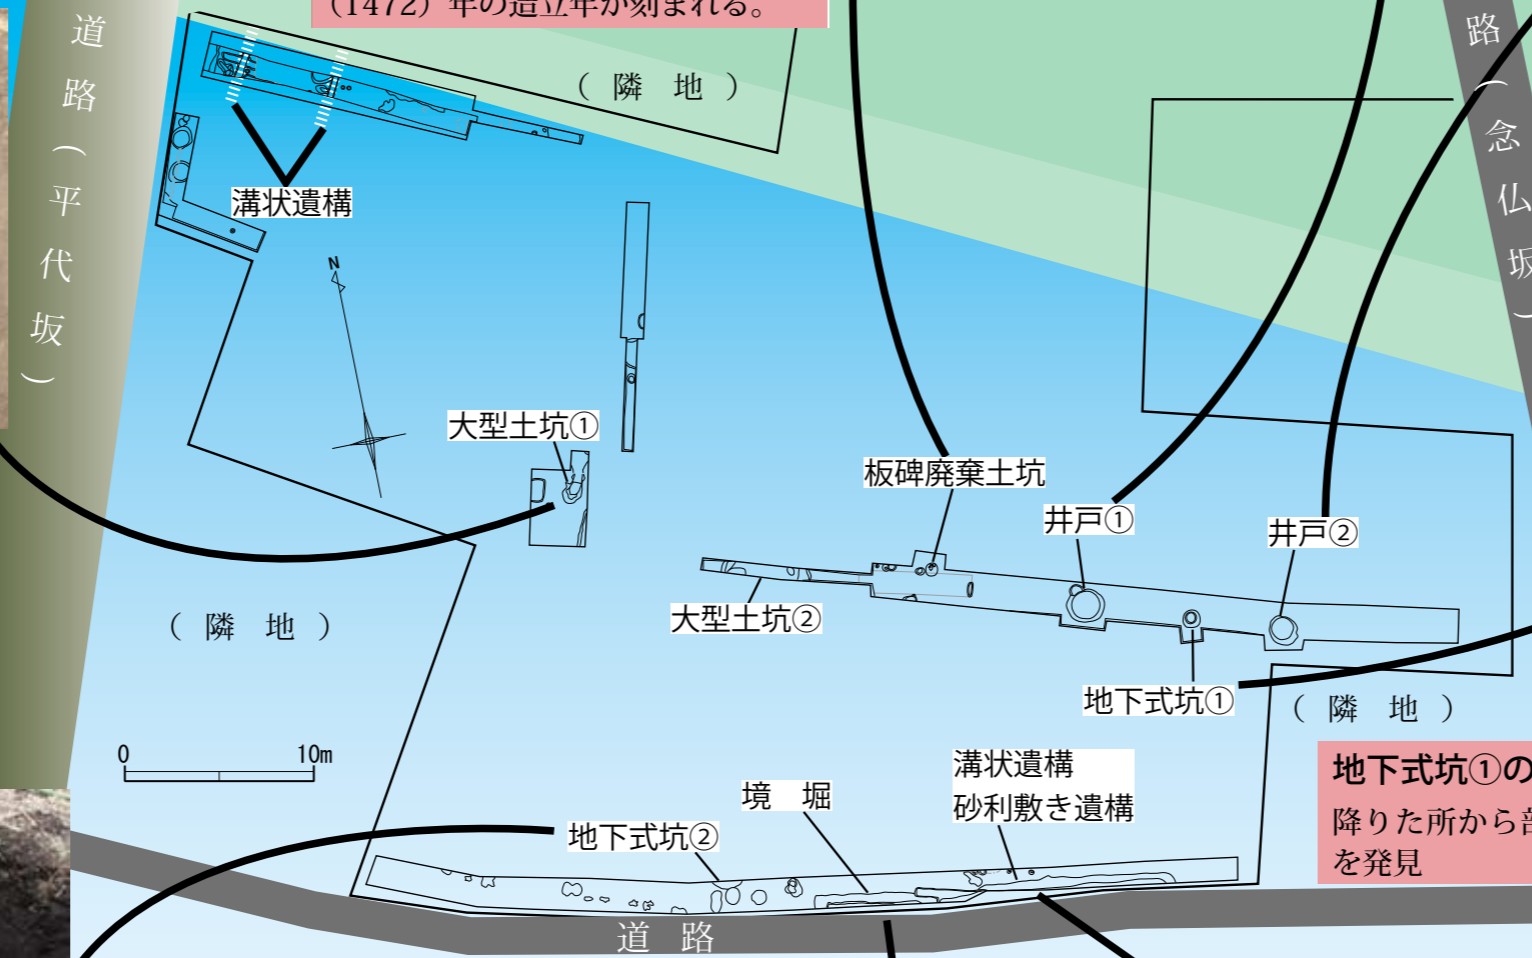 （1472）年の造立年が刻まれる。
道路（平代坂）
（隣　地）
路（念仏坂）
溝状遺構
N
大型土坑①
板碑廃棄土坑
井戸①
井戸②
大型土坑②
（隣　地）
地下式坑①
（隣　地）
0　10m
地下式坑①の
降りた所から
を発見
溝状遺構
砂利敷き遺構
境　堀
地下式坑②
道　路